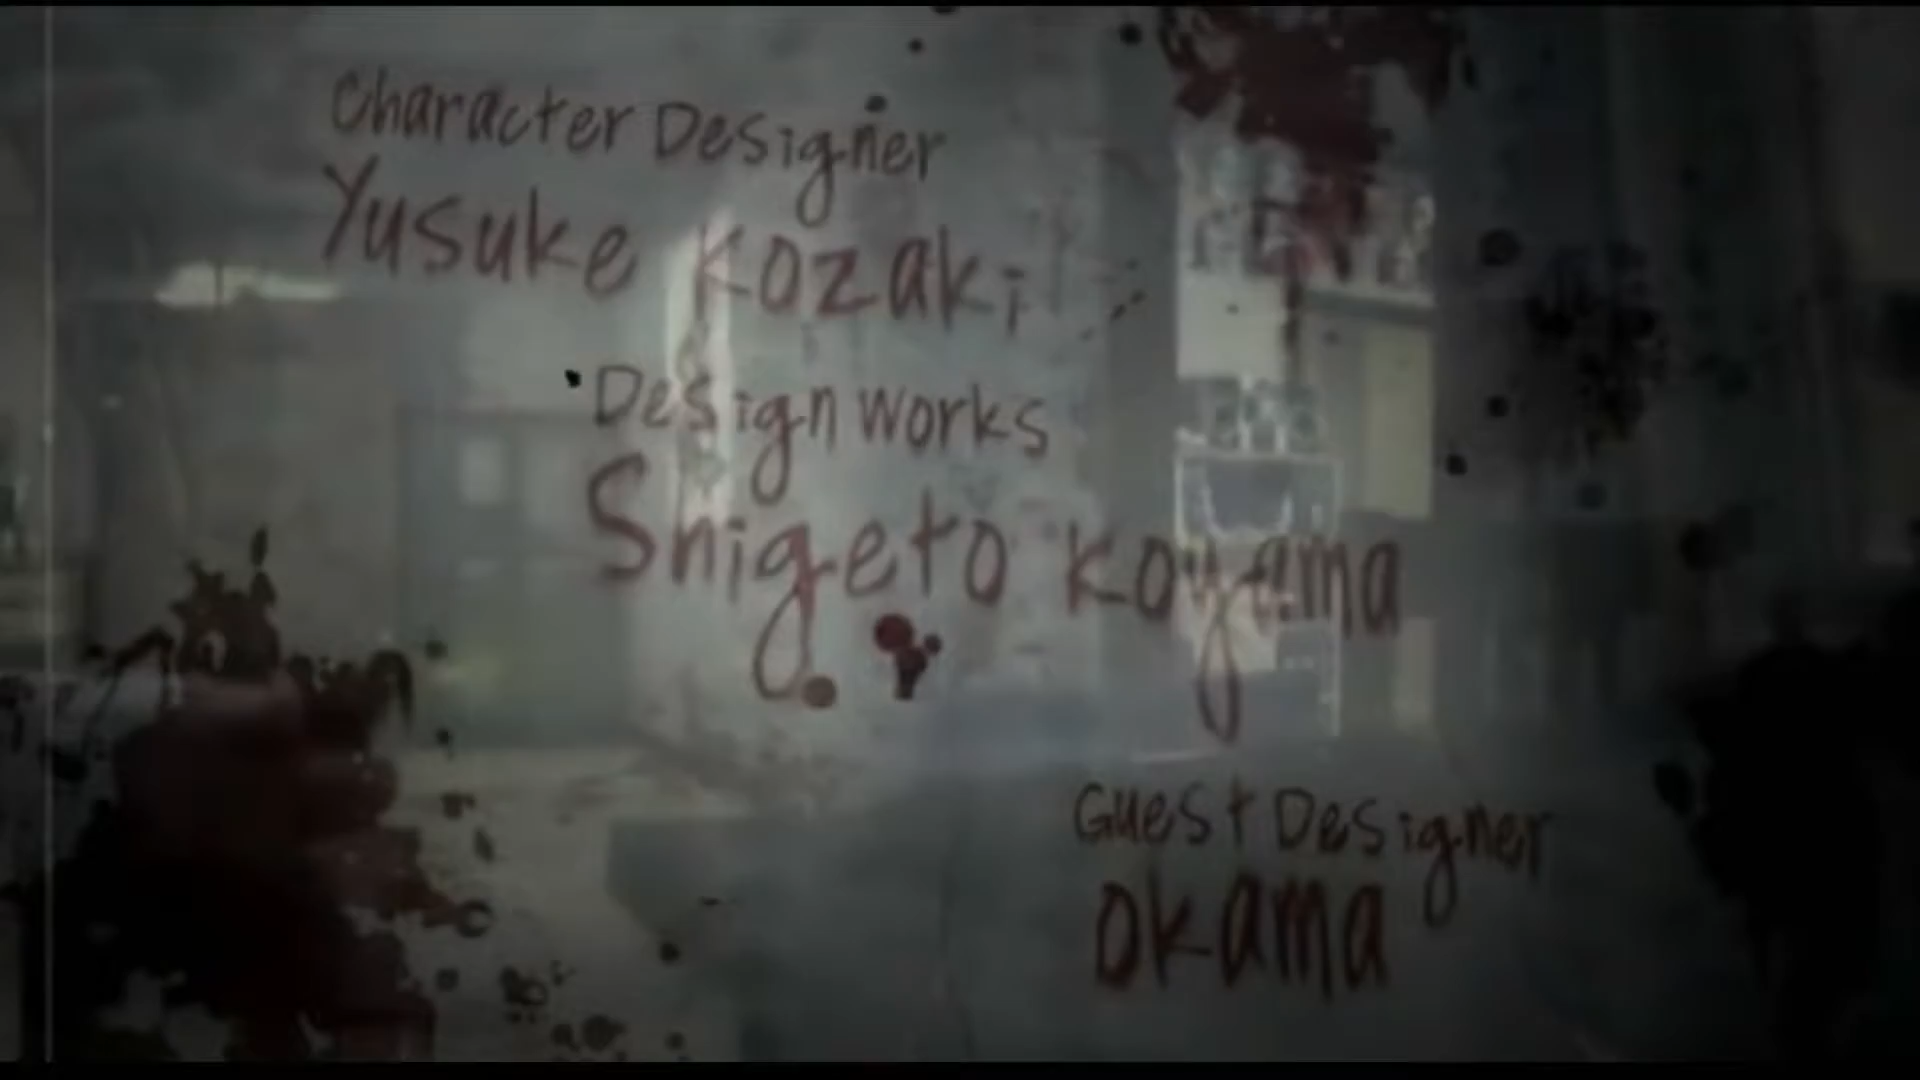 Character Designer
Yusuke Kozaki
Design works
Shigeto Koyama
Guest Designer
okama